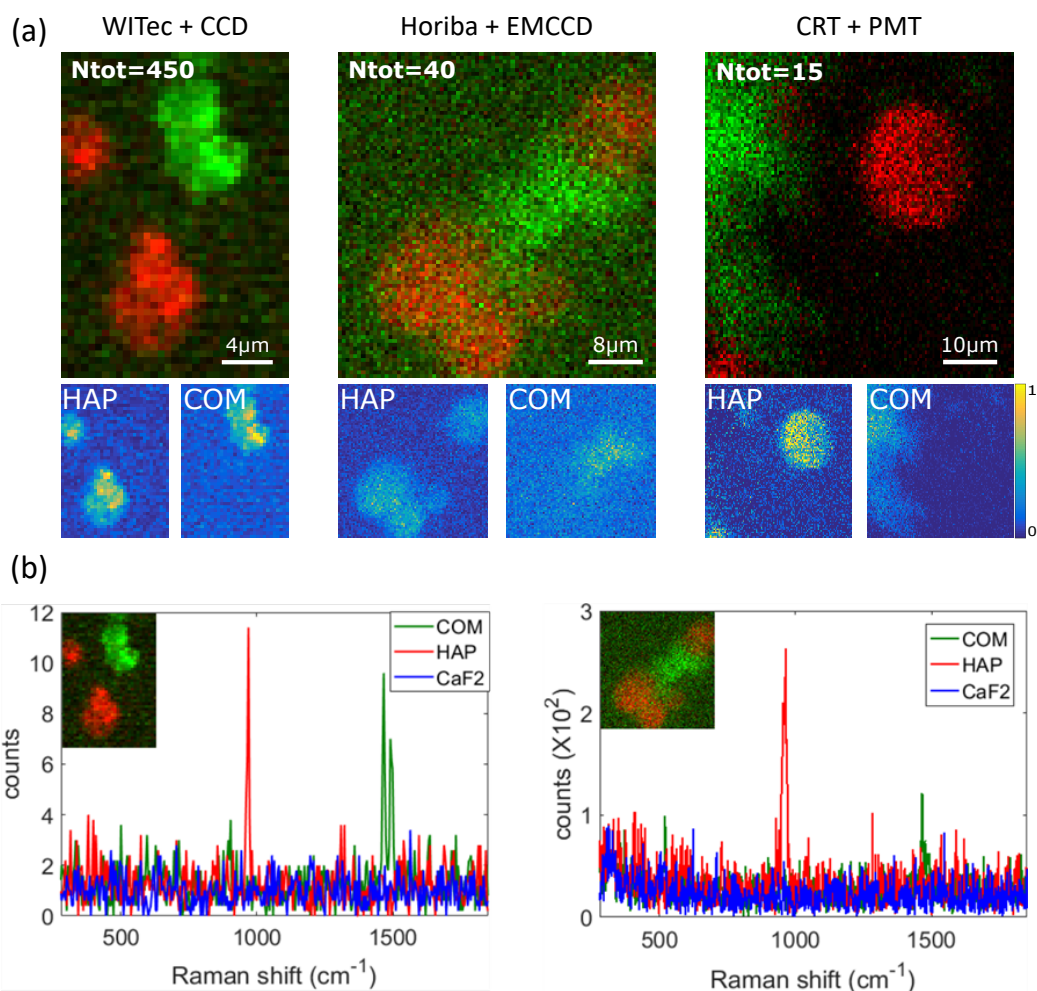 (a)
WITec + CCD
Horiba + EMCCD
CRT + PMT
Ntot=450
Ntot=40
Ntot=15
4μm
8μm
10μm
HAP
COM
HAP
COM
HAP
COM
1
0
(b)
12
10
8
6
4
2
0
counts
500
1000
1500
Raman shift (cm⁻¹)
COM
HAP
CaF2
3
2
1
0
counts (X10²)
500
1000
1500
Raman shift (cm⁻¹)
COM
HAP
CaF2